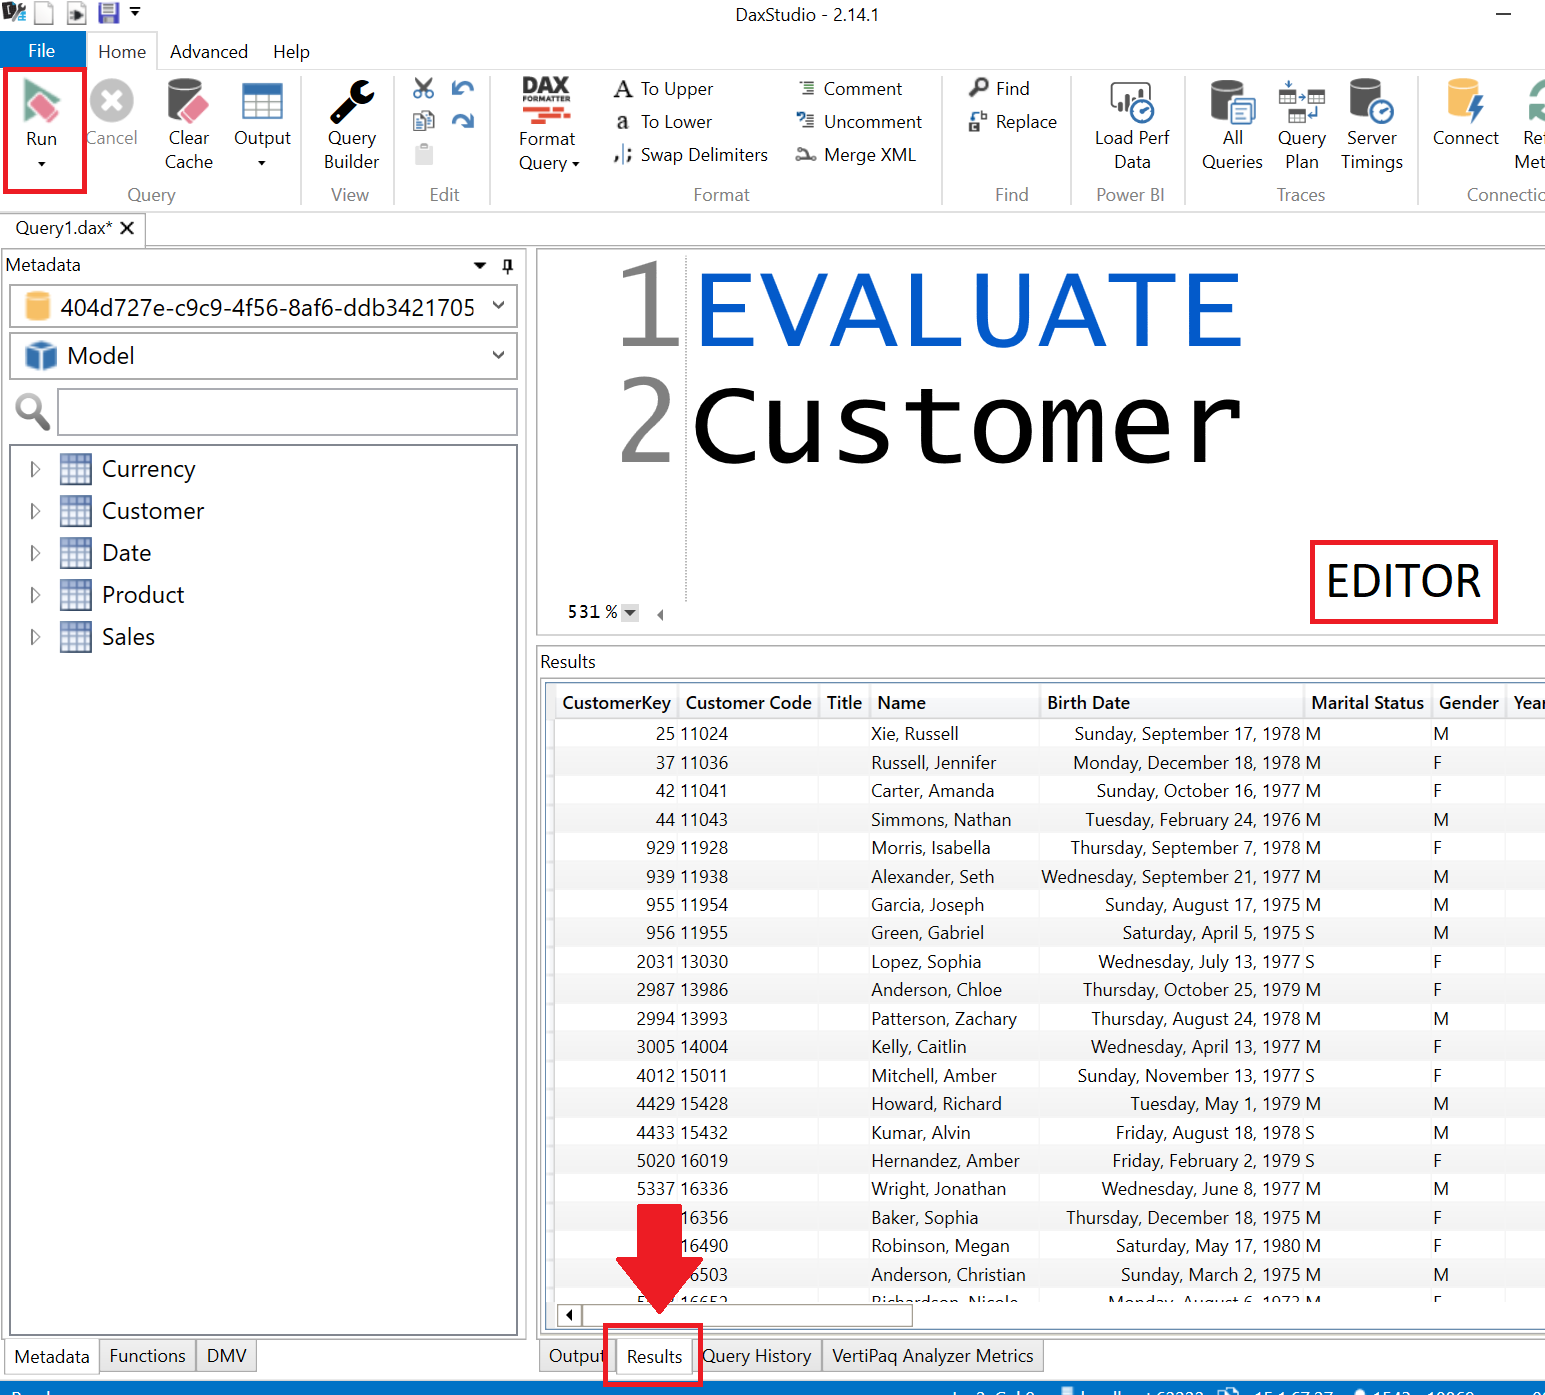 DaxStudio - 2.14.1
File Home Advanced Help
Run Cancel Clear Cache Output
Query Builder
DAX FORMATTER Format Query
A To Upper
a To Lower
Swap Delimiters
Comment
Uncomment
Merge XML
Find
Replace
Load Perf Data
All Queries Query Plan Server Timings
Connect
Query View Edit Format Find Power BI Traces
Query1.dax*
Metadata
404d727e-c9c9-4f56-8af6-ddb3421705
Model
Currency
Customer
Date
Product
Sales
1 EVALUATE
2 Customer
EDITOR
531 %
Results
CustomerKey Customer Code Title Name Birth Date Marital Status Gender
25 11024 Xie, Russell Sunday, September 17, 1978 M M
37 11036 Russell, Jennifer Monday, December 18, 1978 M F
42 11041 Carter, Amanda Sunday, October 16, 1977 M F
44 11043 Simmons, Nathan Tuesday, February 24, 1976 M M
929 11928 Morris, Isabella Thursday, September 7, 1978 M F
939 11938 Alexander, Seth Wednesday, September 21, 1977 M M
955 11954 Garcia, Joseph Sunday, August 17, 1975 M M
956 11955 Green, Gabriel Saturday, April 5, 1975 S M
2031 13030 Lopez, Sophia Wednesday, July 13, 1977 S F
2987 13986 Anderson, Chloe Thursday, October 25, 1979 M F
2994 13993 Patterson, Zachary Thursday, August 24, 1978 M M
3005 14004 Kelly, Caitlin Wednesday, April 13, 1977 M F
4012 15011 Mitchell, Amber Sunday, November 13, 1977 S F
4429 15428 Howard, Richard Tuesday, May 1, 1979 M M
4433 15432 Kumar, Alvin Friday, August 18, 1978 S M
5020 16019 Hernandez, Amber Friday, February 2, 1979 S F
5337 16336 Wright, Jonathan Wednesday, June 8, 1977 M M
16356 Baker, Sophia Thursday, December 18, 1975 M F
16490 Robinson, Megan Saturday, May 17, 1980 M F
6503 Anderson, Christian Sunday, March 2, 1975 M M
Metadata Functions DMV
Output Results Query History VertiPaq Analyzer Metrics